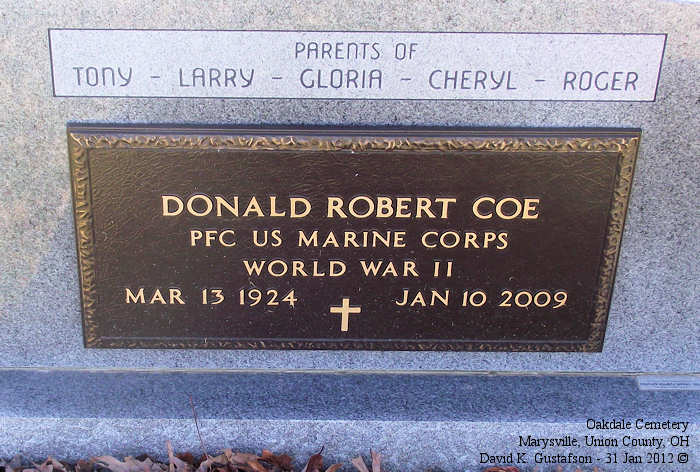 PARENTS OF
TONY - LARRY - GLORIA - CHERYL - ROGER
DONALD ROBERT COE
PFC US MARINE CORPS
WORLD WAR II
MAR 13 1924 JAN 10 2009
Oakdale Cemetery
Marysville, Union County, OH
David K. Gustafson - 31 Jan 2012 ©